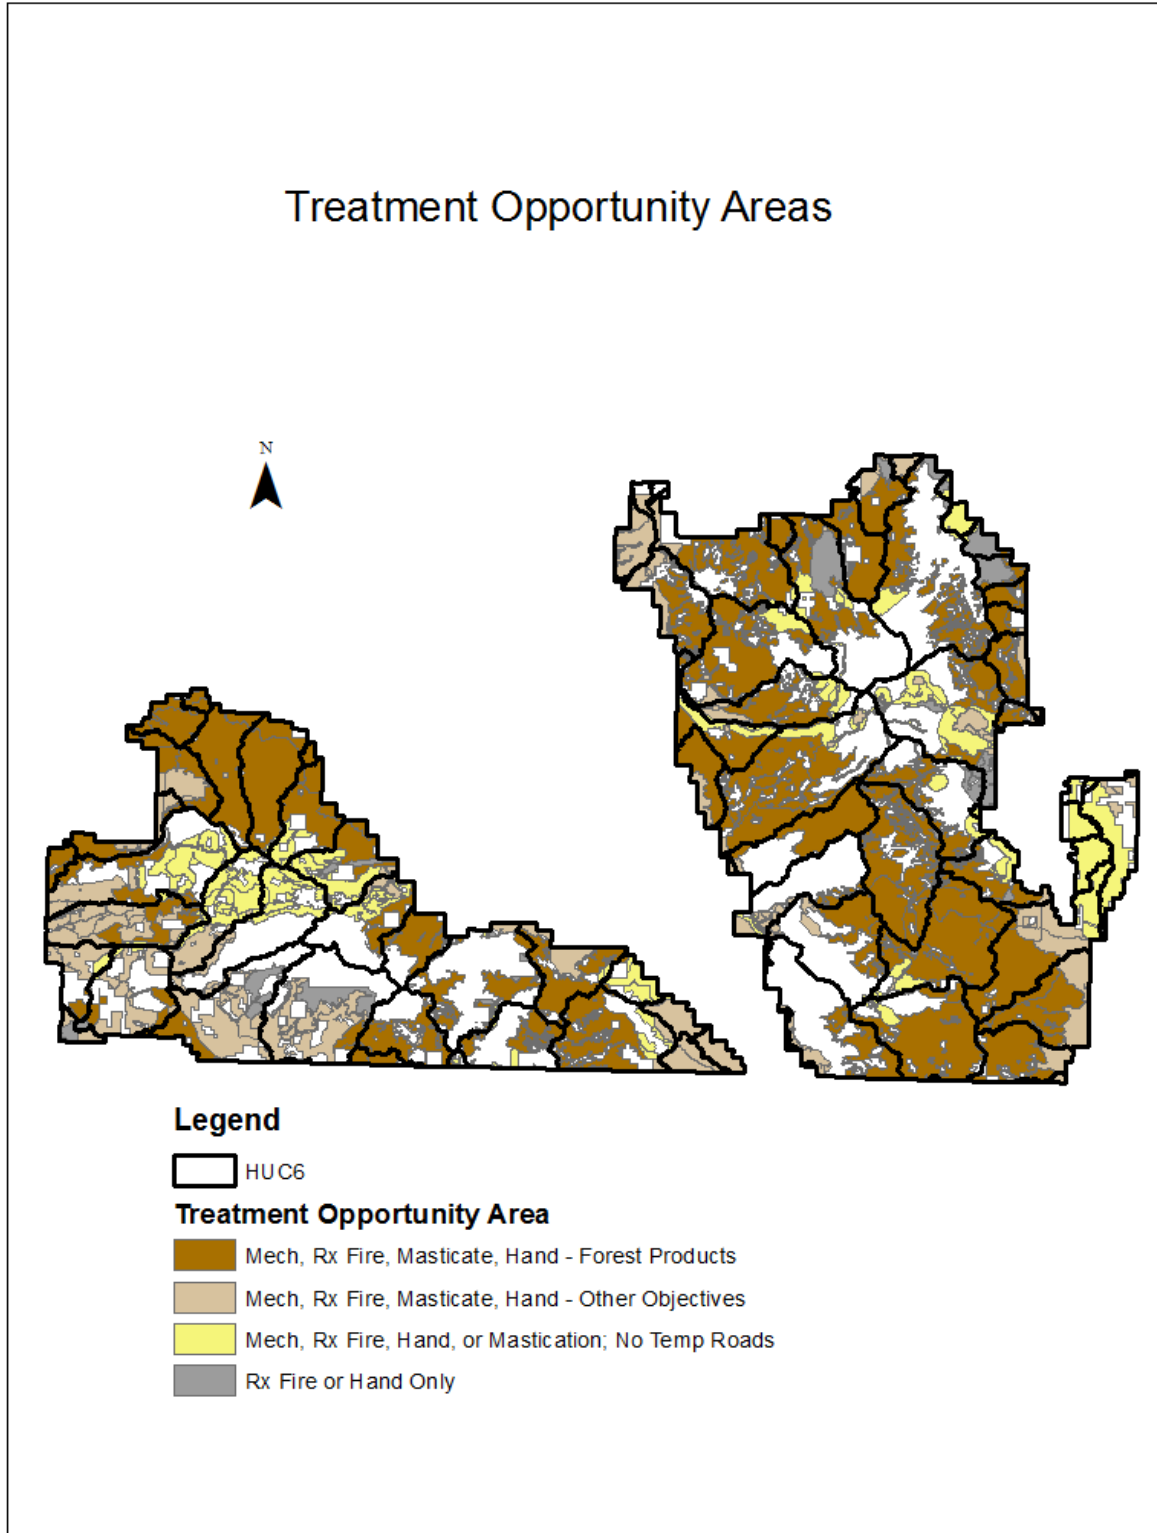 Treatment Opportunity Areas
N
Legend
HUC6
Treatment Opportunity Area
Mech, Rx Fire, Masticate, Hand - Forest Products
Mech, Rx Fire, Masticate, Hand - Other Objectives
Mech, Rx Fire, Hand, or Mastication; No Temp Roads
Rx Fire or Hand Only